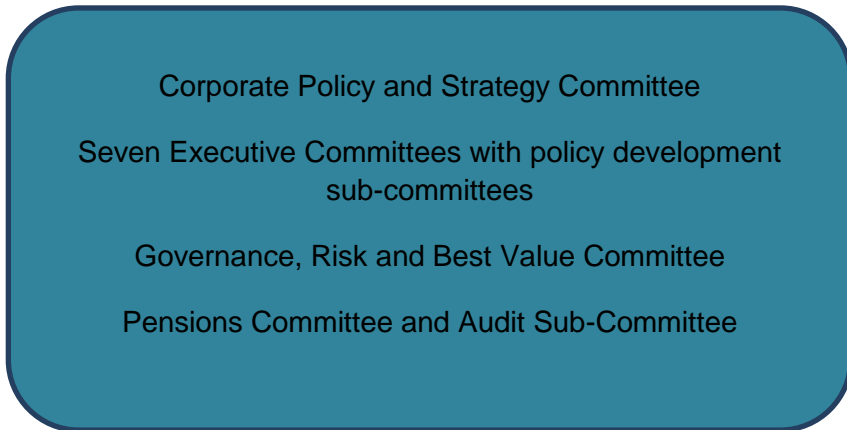 Corporate Policy and Strategy Committee
Seven Executive Committees with policy development
sub-committees
Governance, Risk and Best Value Committee
Pensions Committee and Audit Sub-Committee